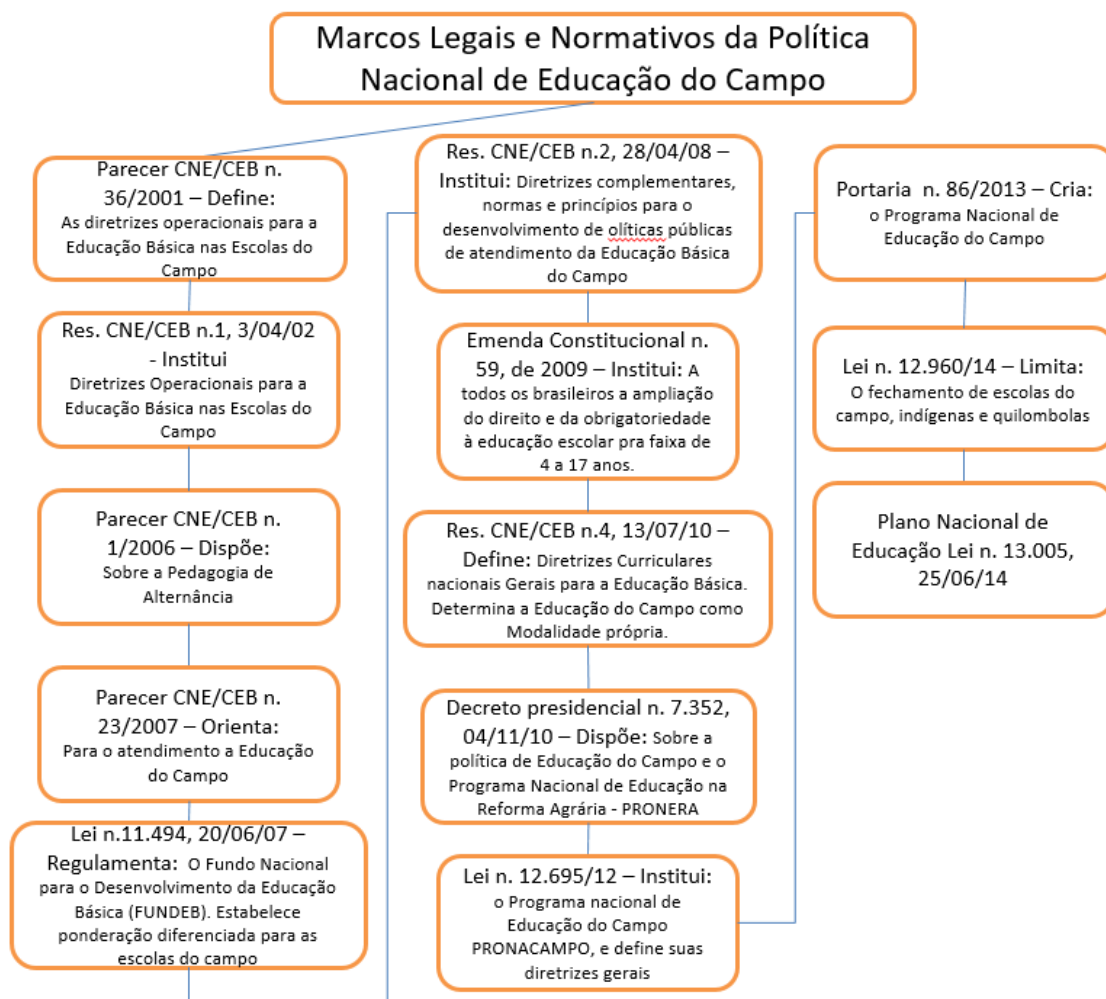 Marcos Legais e Normativos da Política
Nacional de Educação do Campo
Parecer CNE/CEB n.
36/2001 – Define:
As diretrizes operacionais para a
Educação Básica nas Escolas do
Campo
Res. CNE/CEB n.1, 3/04/02
- Institui
Diretrizes Operacionais para a
Educação Básica nas Escolas do
Campo
Parecer CNE/CEB n.
1/2006 – Dispõe:
Sobre a Pedagogia de
Alternância
Parecer CNE/CEB n.
23/2007 – Orienta:
Para o atendimento a Educação
do Campo
Lei n.11.494, 20/06/07 –
Regulamenta: O Fundo Nacional
para o Desenvolvimento da Educação
Básica (FUNDEB). Estabelece
ponderação diferenciada para as
escolas do campo
Res. CNE/CEB n.2, 28/04/08 –
Institui: Diretrizes complementares,
normas e princípios para o
desenvolvimento de olíticas públicas
de atendimento da Educação Básica
do Campo
Emenda Constitucional n.
59, de 2009 – Institui: A
todos os brasileiros a ampliação
do direito e da obrigatoriedade
à educação escolar pra faixa de
4 a 17 anos.
Res. CNE/CEB n.4, 13/07/10 –
Define: Diretrizes Curriculares
nacionais Gerais para a Educação Básica.
Determina a Educação do Campo como
Modalidade própria.
Decreto presidencial n. 7.352,
04/11/10 – Dispõe: Sobre a
política de Educação do Campo e o
Programa Nacional de Educação na
Reforma Agrária - PRONERA
Lei n. 12.695/12 – Institui:
o Programa nacional de
Educação do Campo
PRONACAMPO, e define suas
diretrizes gerais
Portaria n. 86/2013 – Cria:
o Programa Nacional de
Educação do Campo
Lei n. 12.960/14 – Limita:
O fechamento de escolas do
campo, indígenas e quilombolas
Plano Nacional de
Educação Lei n. 13.005,
25/06/14